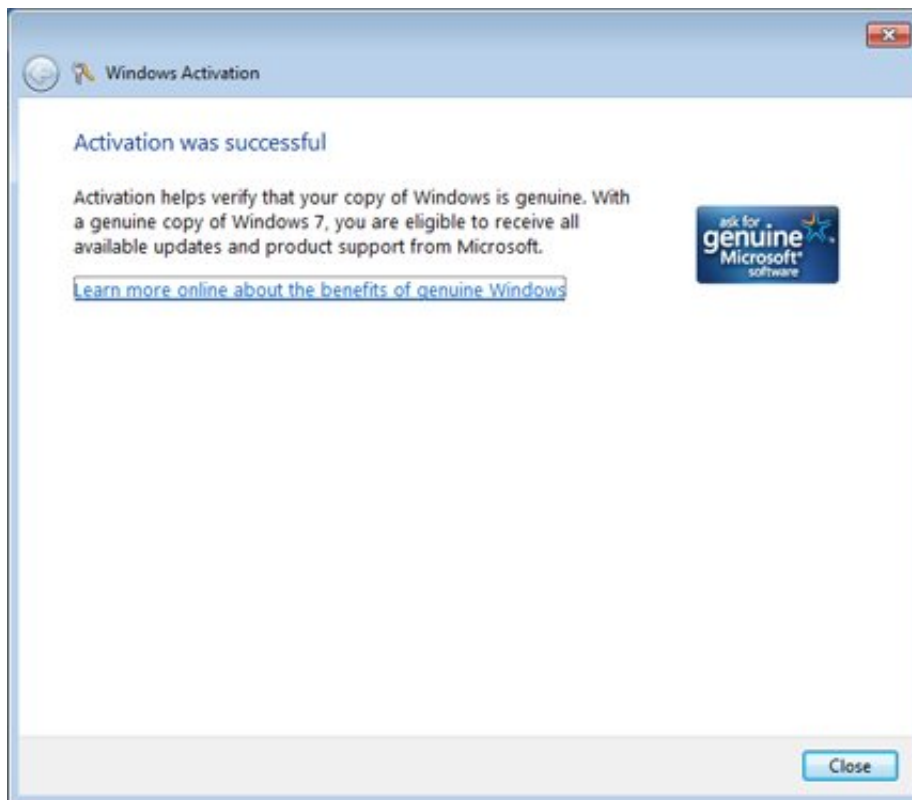 Windows Activation
Activation was successful
Activation helps verify that your copy of Windows is genuine. With
a genuine copy of Windows 7, you are eligible to receive all
available updates and product support from Microsoft.
Learn more online about the benefits of genuine Windows
ask for
genuine
Microsoft®
software
Close